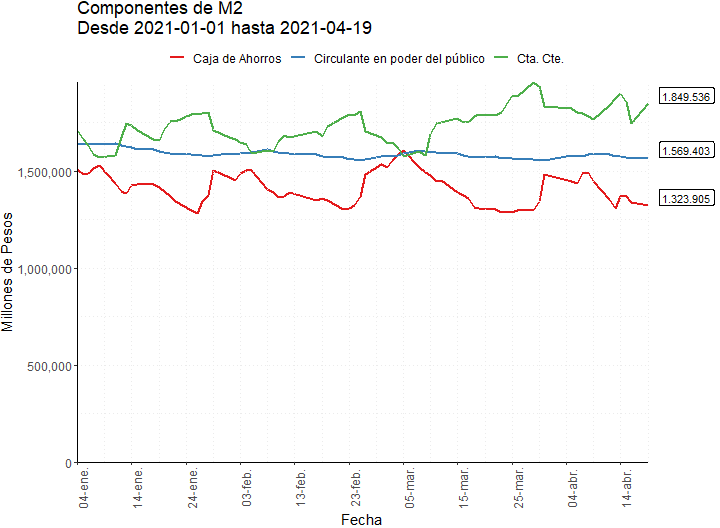 Componentes de M2
Desde 2021-01-01 hasta 2021-04-19
Caja de Ahorros Circulante en poder del público Cta. Cte.
1.849.536
1.569.403
1.323.905
1,500,000
1,000,000
500,000
0
Millones de Pesos
04-ene. 14-ene. 24-ene. 03-feb. 13-feb. 23-feb. 05-mar. 15-mar. 25-mar. 04-abr. 14-abr.
Fecha